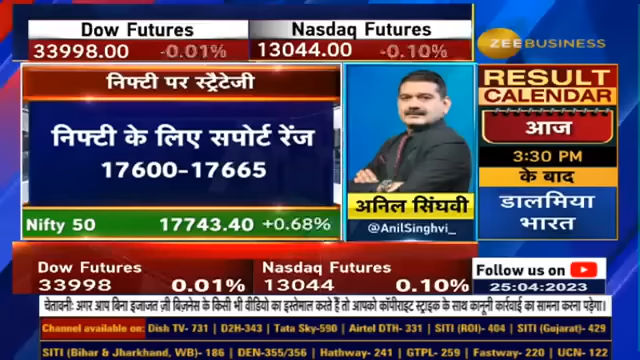 Dow Futures
33998.00 -0.01%
Nasdaq Futures
13044.00 -0.10%
ZEE BUSINESS
निफ्टी पर स्ट्रैटेजी
निफ्टी के लिए सपोर्ट रेंज
17600-17665
Nifty 50 17743.40 +0.68%
अनिल सिंघवी
@AnilSinghvi_
RESULT
CALENDAR
आज
3:30 PM
के बाद
डालमिया
भारत
Dow Futures
33998 0.01%
Nasdaq Futures
13044 0.10%
Follow us on
25:04:2023
चेतावनी: अगर आप बिना इजाजत ज़ी बिज़नेस के किसी भी वीडियो का इस्तेमाल करते हैं तो आपको कॉपीराइट स्ट्राइक के साथ कानूनी कार्रवाई का सामना करना पड़ेगा।
Channel available on: Dish TV- 731 | D2H-343 | Tata Sky-590 | Airtel DTH- 331 | SITI (ROI) - 404 | SITI (Gujarat) - 429
SITI (Bihar & Jharkhand, WB)- 186 | DEN-355/356 | Hathway- 241 | GTPL- 259 | Fastway- 220 | UCN- 122